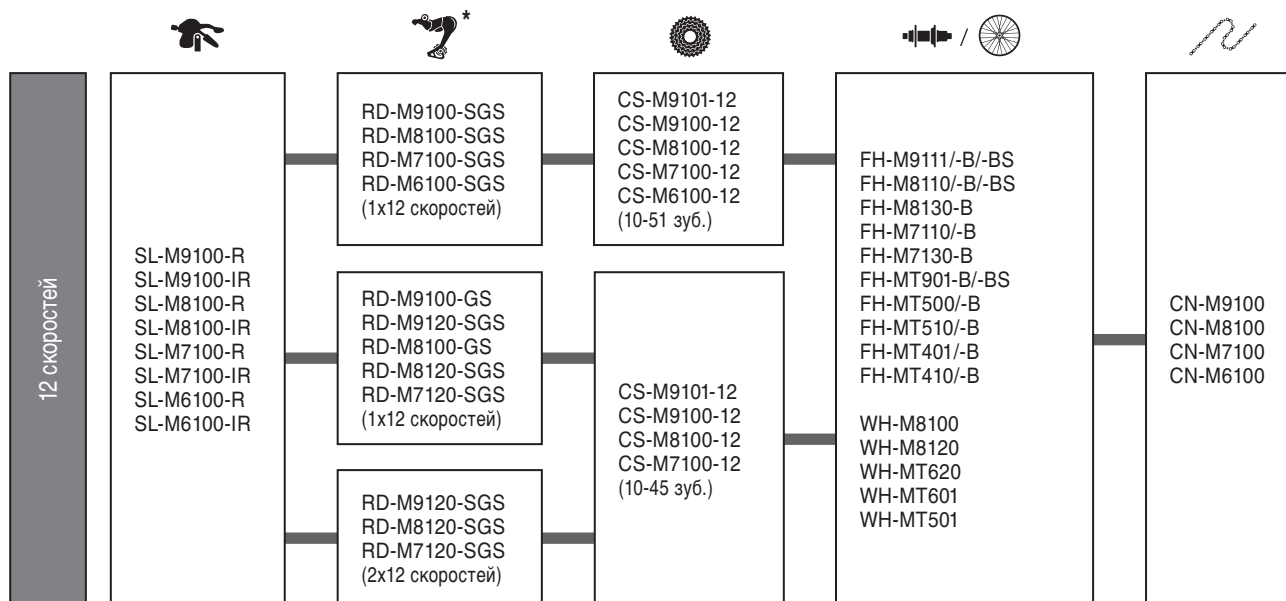 *
/
12 скоростей
SL-M9100-R
SL-M9100-IR
SL-M8100-R
SL-M8100-IR
SL-M7100-R
SL-M7100-IR
SL-M6100-R
SL-M6100-IR
RD-M9100-SGS
RD-M8100-SGS
RD-M7100-SGS
RD-M6100-SGS
(1x12 скоростей)
RD-M9100-GS
RD-M9120-SGS
RD-M8100-GS
RD-M8120-SGS
RD-M7120-SGS
(1x12 скоростей)
RD-M9120-SGS
RD-M8120-SGS
RD-M7120-SGS
(2x12 скоростей)
CS-M9101-12
CS-M9100-12
CS-M8100-12
CS-M7100-12
CS-M6100-12
(10-51 зуб.)
CS-M9101-12
CS-M9100-12
CS-M8100-12
CS-M7100-12
(10-45 зуб.)
FH-M9111/-B/-BS
FH-M8110/-B/-BS
FH-M8130-B
FH-M7110/-B
FH-M7130-B
FH-MT901-B/-BS
FH-MT500/-B
FH-MT510/-B
FH-MT401/-B
FH-MT410/-B
WH-M8100
WH-M8120
WH-MT620
WH-MT601
WH-MT501
CN-M9100
CN-M8100
CN-M7100
CN-M6100